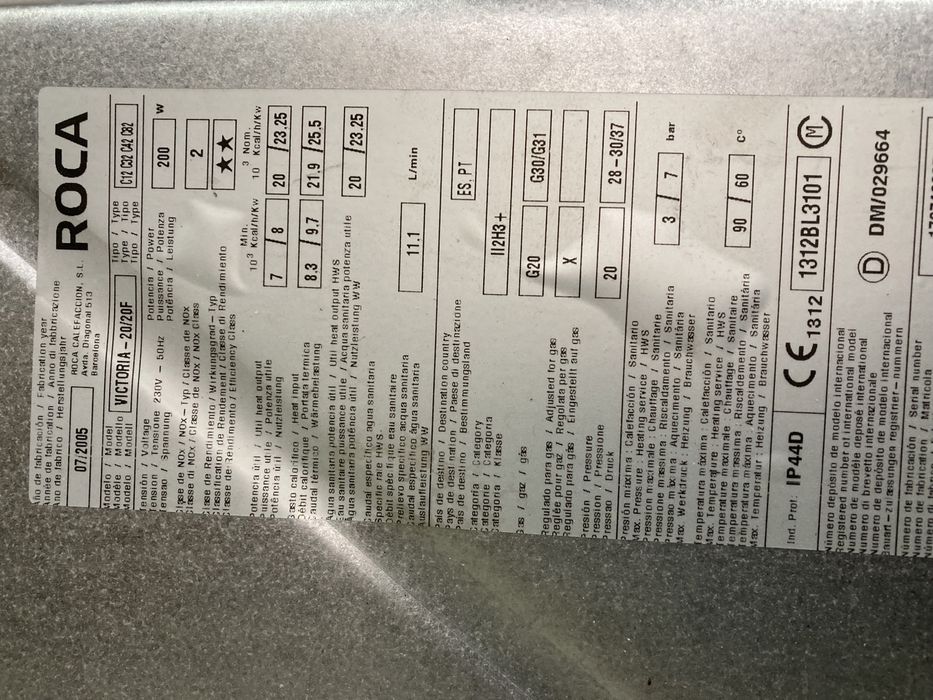 Año de fabricación / Fabrication year
Année de fabrication / Anno di fabbricazione
Ano de fabrico / Herstellungsjahr
07/2005
ROCA CALEFACCION, S.L.
Avda. Diagonal 513
Barcelona
ROCA
Modelo / Model
Modèle / Modello
Modelo / Modell
VICTORIA-20/20F
Tipo / Type
Type / Tipo
Tipo / Type
C12 C32 C42 C82
Tensión / Voltage
Tension / Tensione 230V - 50Hz
Tensão / Spannung
Potencia / Power
Puissance / Potenza
Potência / Leistung
200 W
Clase de NOx / NOx-Typ / Classe de NOx
Classe di NOx / Classe de NOx / NOx Class
2
Clase de Rendimiento / Wirkungsgrad-Typ
Classification de Rendement / Classe di Rendimento
Classe de Rendimento / Efficiency Class
★★
Min.
10³ Kcal/h/Kw
Nom.
10³ Kcal/h/Kw
Potencia útil / Util heat output
Puissance utile / Potenza utile
Potência útil / Nutzleistung
7 / 8
20 / 23.25
Gasto calorífico / Heat input
Débit calorifique / Portata termica
Caudal térmico / Wärmebelastung
8.3 / 9.7
21.9 / 25.5
Agua sanitaria potencia útil / Util heat output HWS
Eau sanitaire puissance utile / Acqua sanitaria potenza utile
Água sanitária potência útil / Nutzleistung WW
20 / 23.25
Caudal específico agua sanitaria
Specific rate HWS
Débit spécifique eau sanitaire
Prelievo specifico acqua sanitaria
Caudal específico água sanitária
Zapfleistung WW
11.1 L/min
País de destino / Destination country
Pays de destination / Paese di destinazione
País de destino / Bestimmungsland
ES, PT
Categoría / Category
Catégorie / Categoria
Categoria / Klasse
II2H3+
Gas / gaz / gás
G20
G30/G31
Regulado para gas / Adjusted for gas
Réglée pour gaz / Regolata per gas
Regulado para gás / Eingestellt auf gas
X
Presión / Pressure
Pression / Pressione
Pressão / Druck
20
28-30/37
Presión máxima: Calefacción / Sanitario
Max. Pressure: Heating service / HWS
Pression maximale: Chauffage / Sanitarie
Pressione massima: Riscaldamento / Sanitaria
Pressão máxima: Aquecimento / Sanitária
Max. Werkdruck: Heizung / Brauchwasser
3 / 7 bar
Temperatura máxima: Calefacción / Sanitario
Max. Temperature: Heating service / HWS
Température maximale: Chauffage / Sanitaire
Temperatura massima: Riscaldamento / Sanitaria
Temperatura máxima: Aquecimento / Sanitária
Max. Temperatur: Heizung / Brauchwasser
90 / 60 Cº
Ind. Prot: IP44D
CE 1312
1312BL3101
M
Número depósito de modelo internacional
Registered number of international model
Numéro de modèle deposé international
Numero di brevetto internazionale
Número de depósito de modelo internacional
Bauart-zulassungen registner-nummern
D DM/029664
Número de fabricación / Serial number
Numéro de fabrication / Matricola